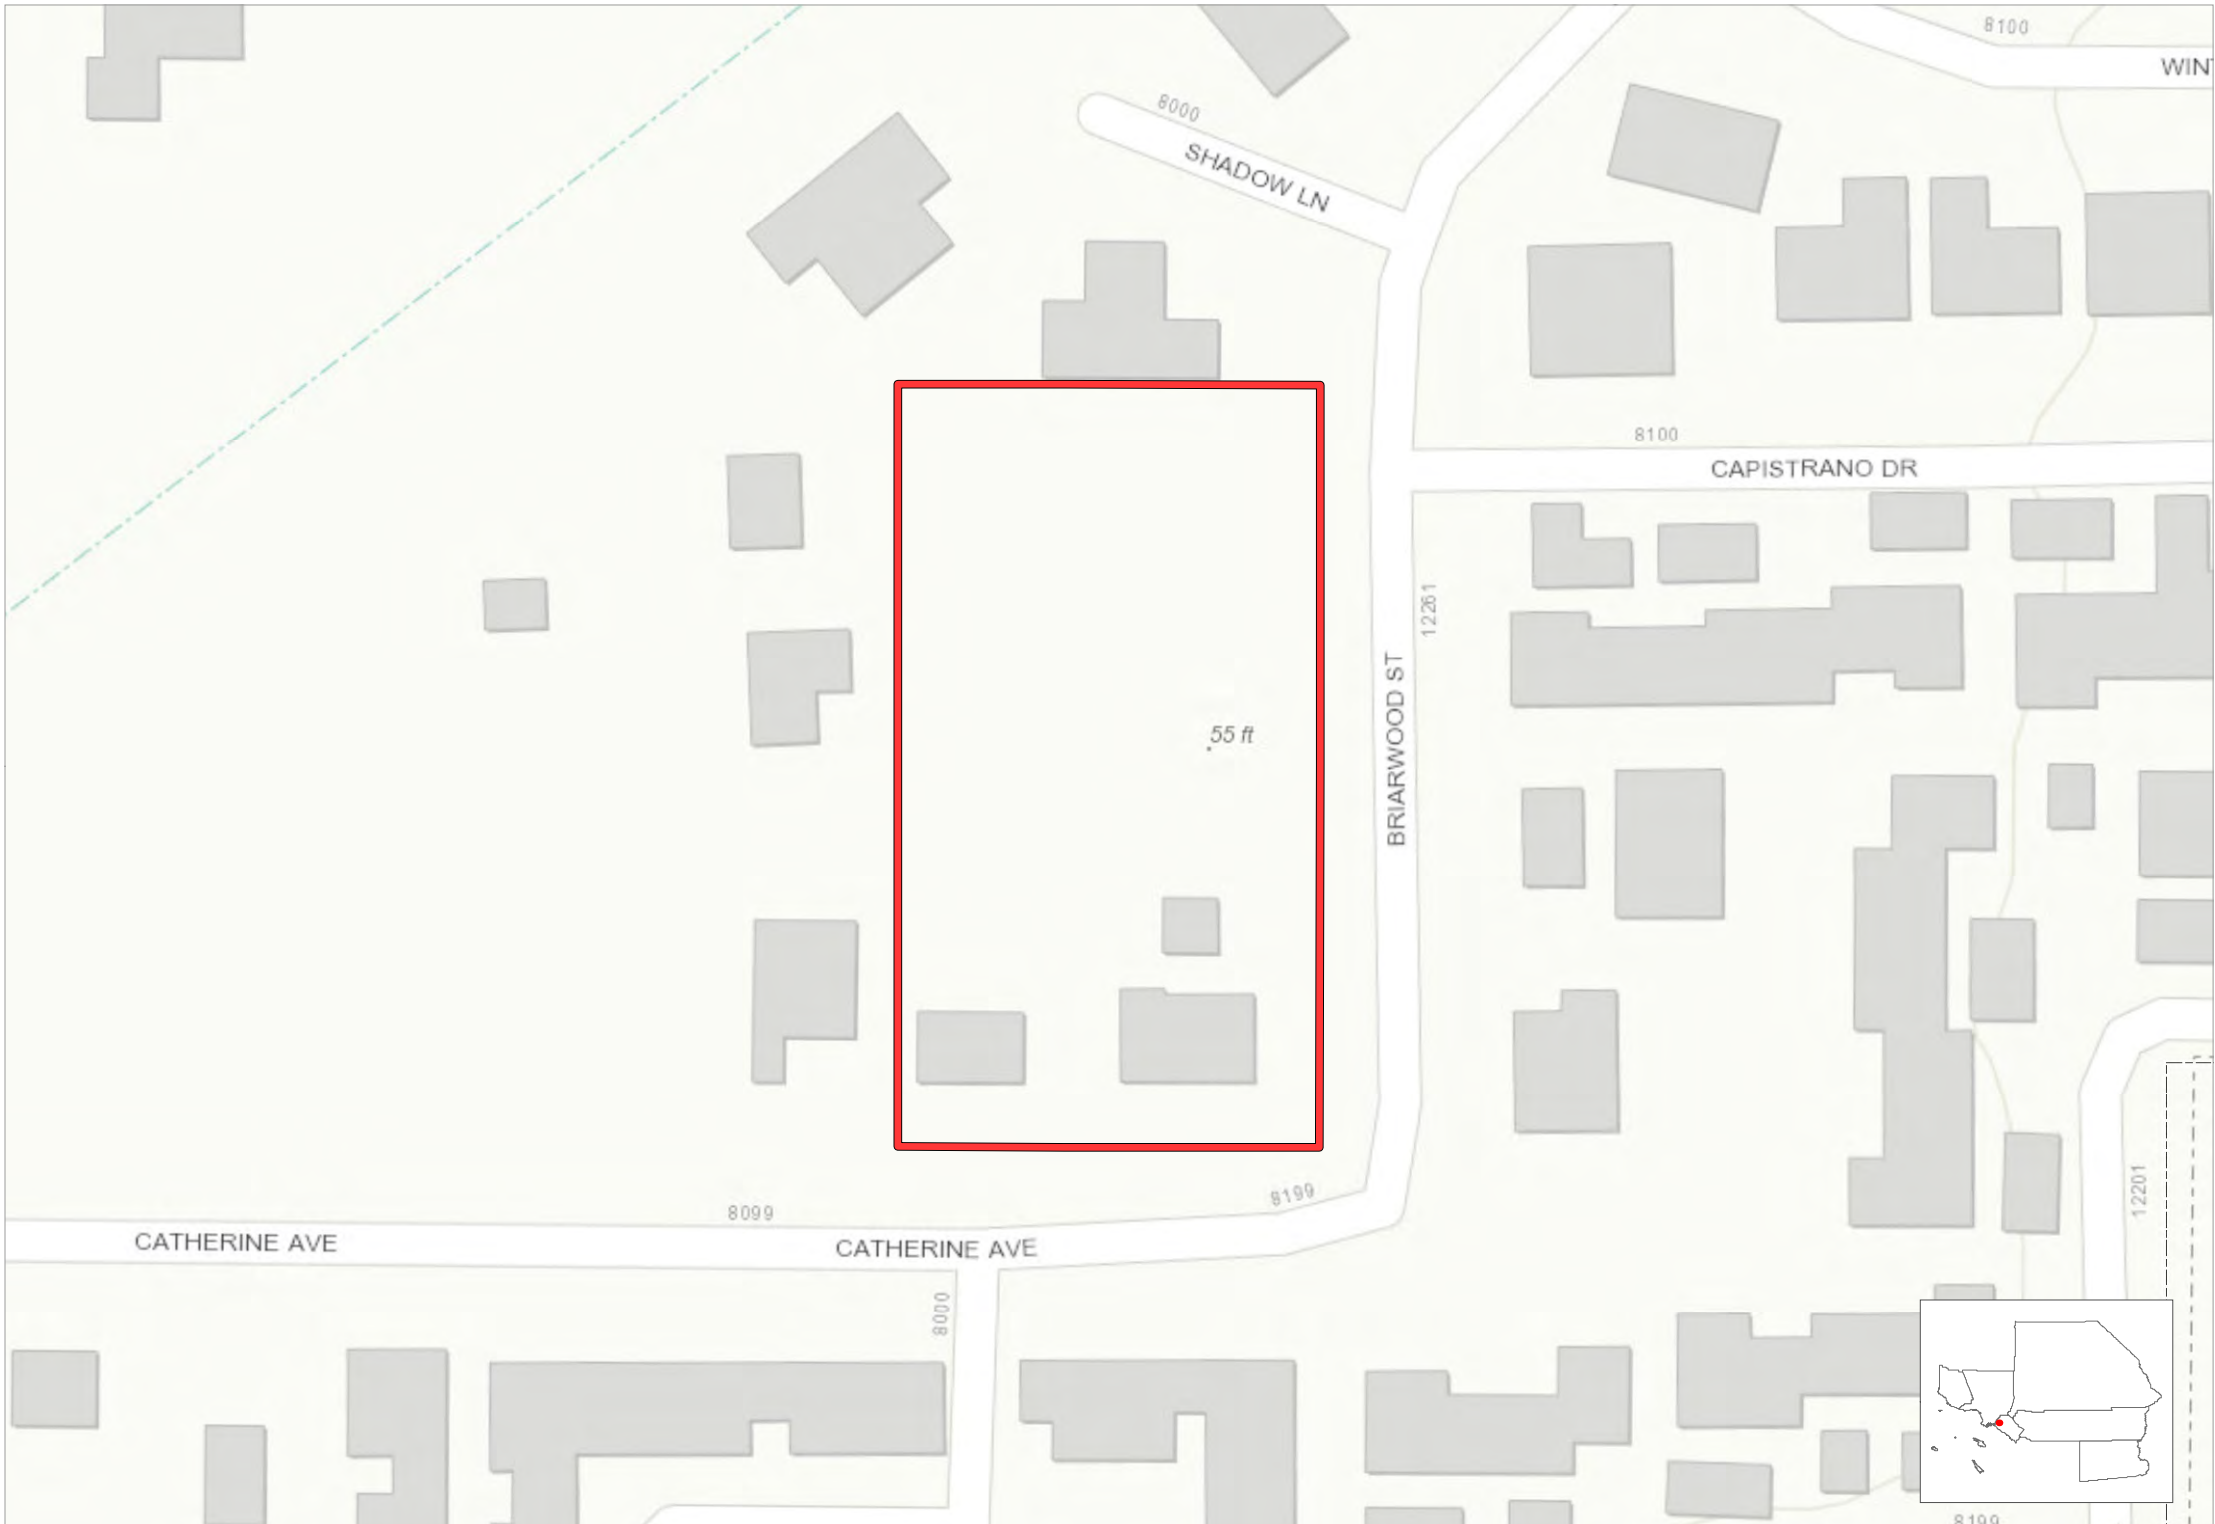 8100
WIN
8000
SHADOW LN
8100
CAPISTRANO DR
12261
BRIARWOOD ST
55 ft
8199
8099
12201
CATHERINE AVE
CATHERINE AVE
8000
8199